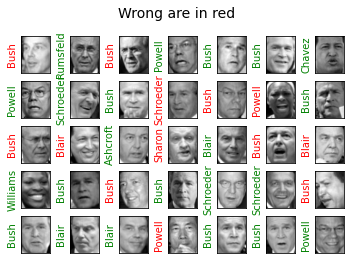 Wrong are in red
Bush Rumsfeld Bush Powell Bush Bush Chavez
Powell Schroeder Bush Schroeder Bush Powell Bush
Bush Blair Ashcroft Sharon Blair Bush Blair
Williams Bush Bush Bush Schroeder Schroeder Bush
Bush Blair Blair Powell Bush Bush Powell